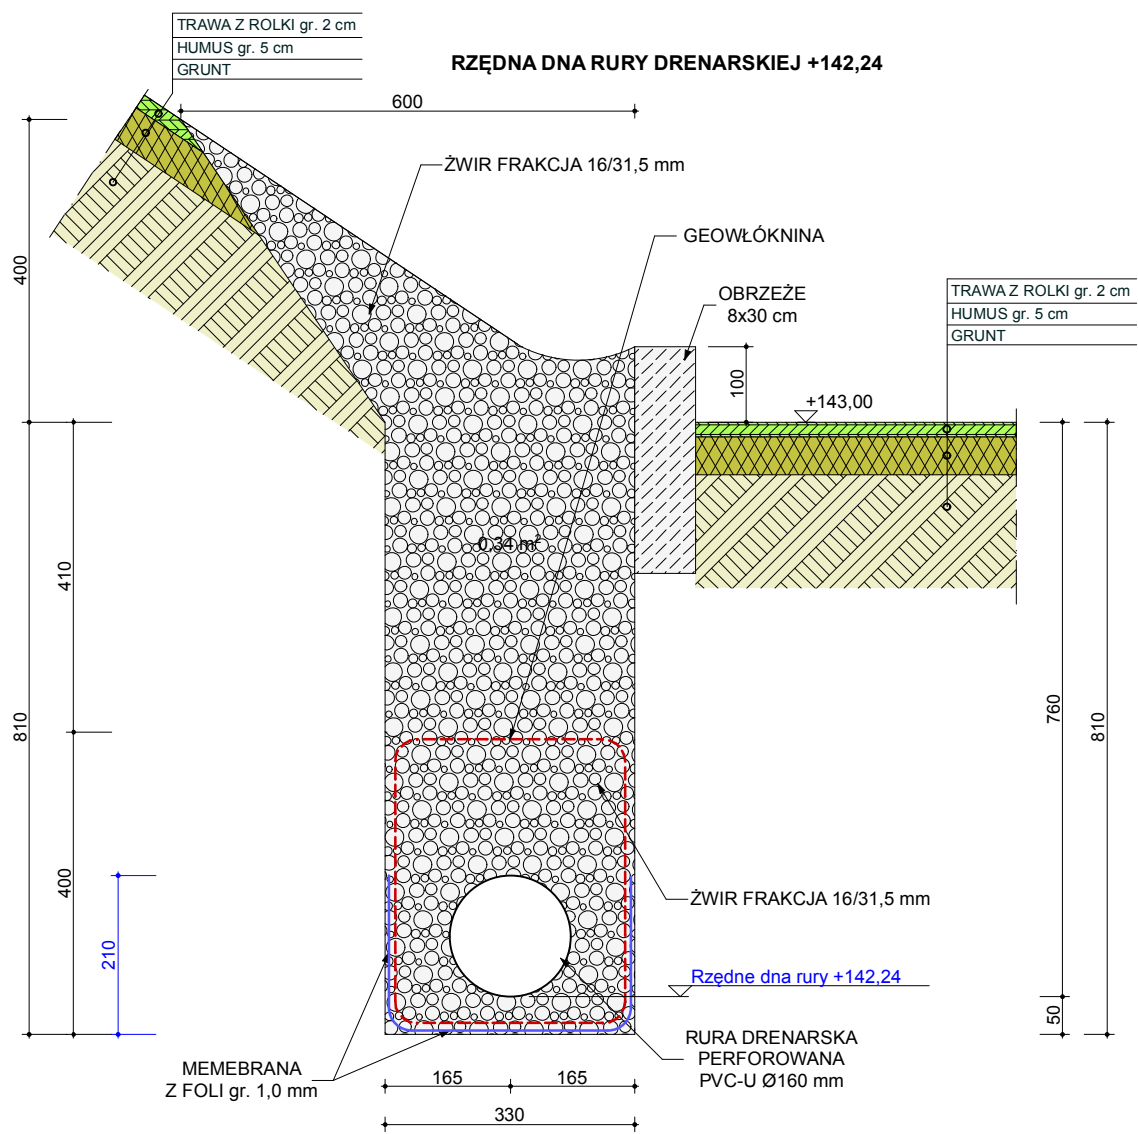 TRAWA Z ROLKI gr. 2 cm
HUMUS gr. 5 cm
GRUNT
RZĘDNA DNA RURY DRENARSKIEJ +142,24
600
ŻWIR FRAKCJA 16/31,5 mm
GEOWŁÓKNINA
400
OBRZEŻE
8x30 cm
TRAWA Z ROLKI gr. 2 cm
HUMUS gr. 5 cm
GRUNT
100
+143,00
0,34 m²
410
810
760
810
400
ŻWIR FRAKCJA 16/31,5 mm
210
Rzędne dna rury +142,24
50
RURA DRENARSKA
PERFOROWANA
PVC-U Ø160 mm
MEMEBRANA
Z FOLI gr. 1,0 mm
165
165
330